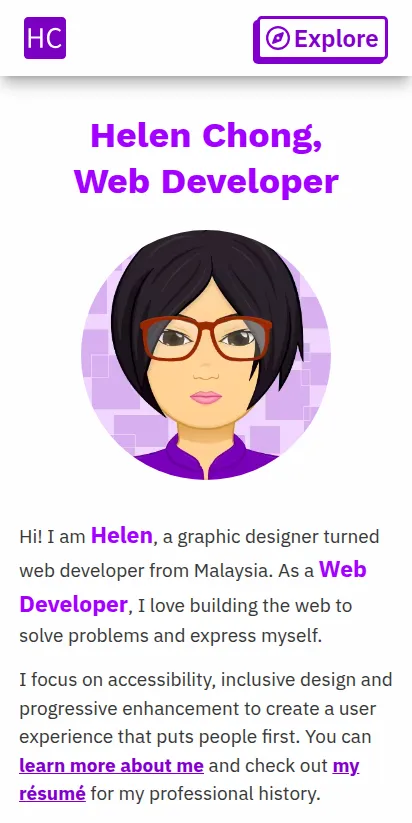 HC
Explore
Helen Chong,
Web Developer
Hi! I am Helen, a graphic designer turned
web developer from Malaysia. As a Web
Developer, I love building the web to
solve problems and express myself.
I focus on accessibility, inclusive design and
progressive enhancement to create a user
experience that puts people first. You can
learn more about me and check out my
résumé for my professional history.